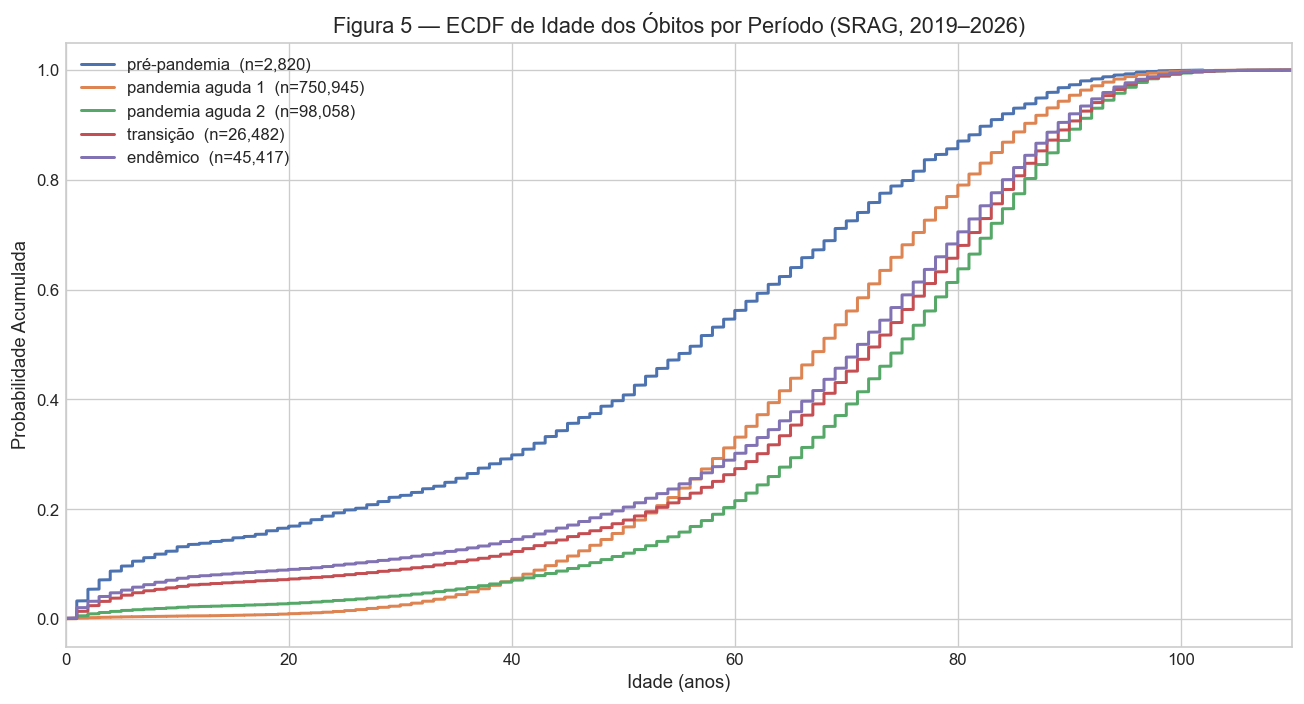 Figura 5 — ECDF de Idade dos Óbitos por Período (SRAG, 2019–2026)
pré-pandemia (n=2,820)
pandemia aguda 1 (n=750,945)
pandemia aguda 2 (n=98,058)
transição (n=26,482)
endêmico (n=45,417)
Probabilidade Acumulada
1.0
0.8
0.6
0.4
0.2
0.0
0 20 40 60 80 100
Idade (anos)